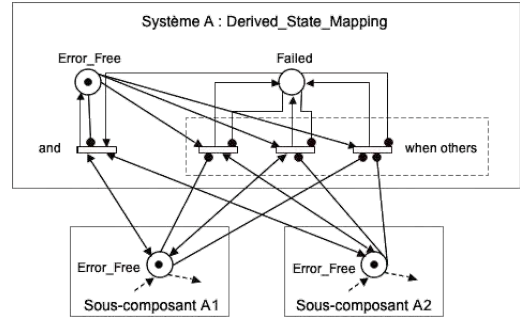 Système A : Derived_State_Mapping
Error_Free
Failed
and
when others
Error_Free
Error_Free
Sous-composant A1
Sous-composant A2